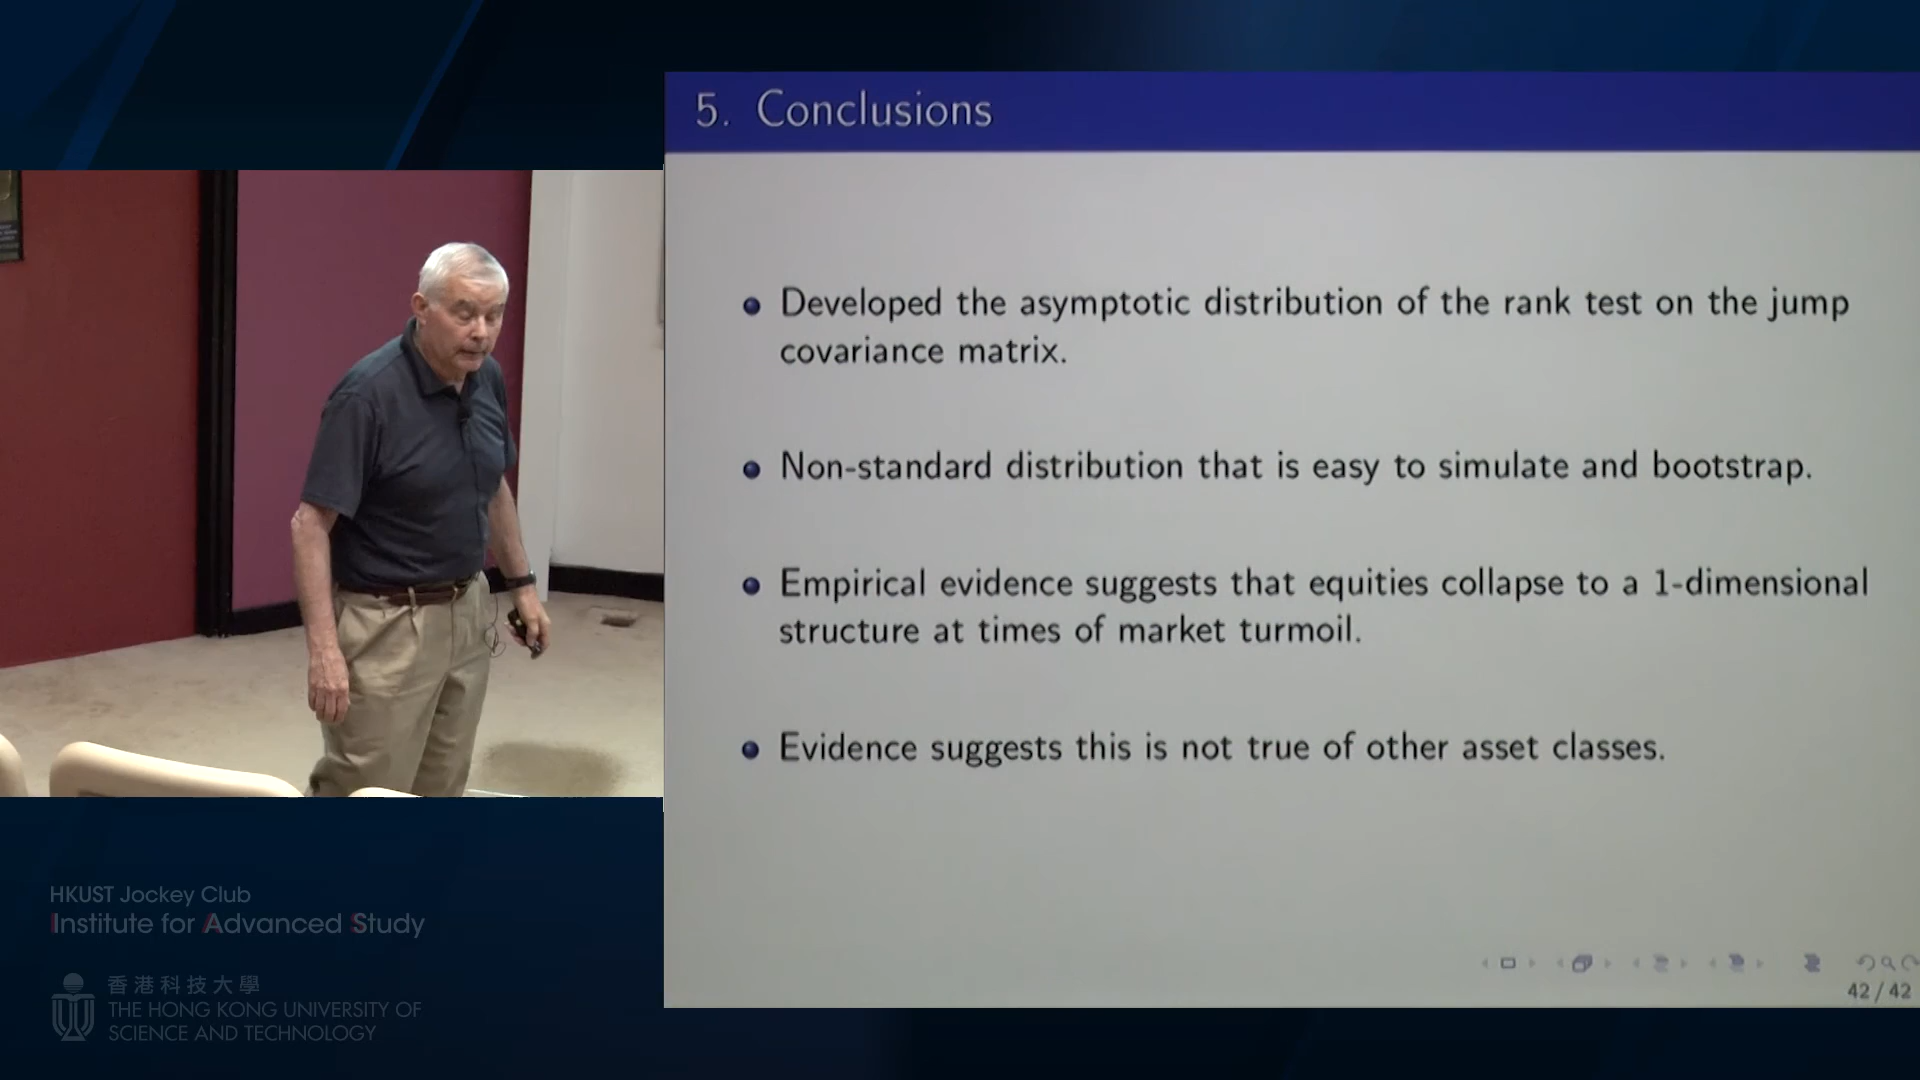 5. Conclusions
Developed the asymptotic distribution of the rank test on the jump
covariance matrix.
Non-standard distribution that is easy to simulate and bootstrap.
Empirical evidence suggests that equities collapse to a 1-dimensional
structure at times of market turmoil.
Evidence suggests this is not true of other asset classes.
42 / 42
HKUST Jockey Club
Institute for Advanced Study
香港科技大學
THE HONG KONG UNIVERSITY OF
SCIENCE AND TECHNOLOGY